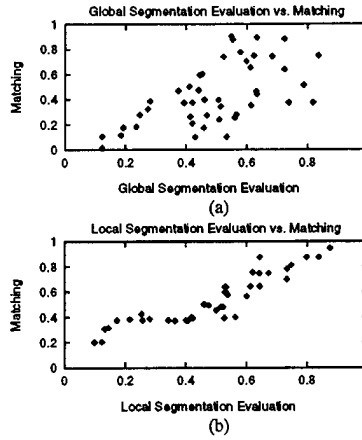 Global Segmentation Evaluation vs. Matching
1
0.8
0.6
0.4
0.2
0
Matching
0 0.2 0.4 0.6 0.8 1
Global Segmentation Evaluation
(a)
Local Segmentation Evaluation vs. Matching
1
0.8
0.6
0.4
0.2
0
Matching
0 0.2 0.4 0.6 0.8 1
Local Segmentation Evaluation
(b)